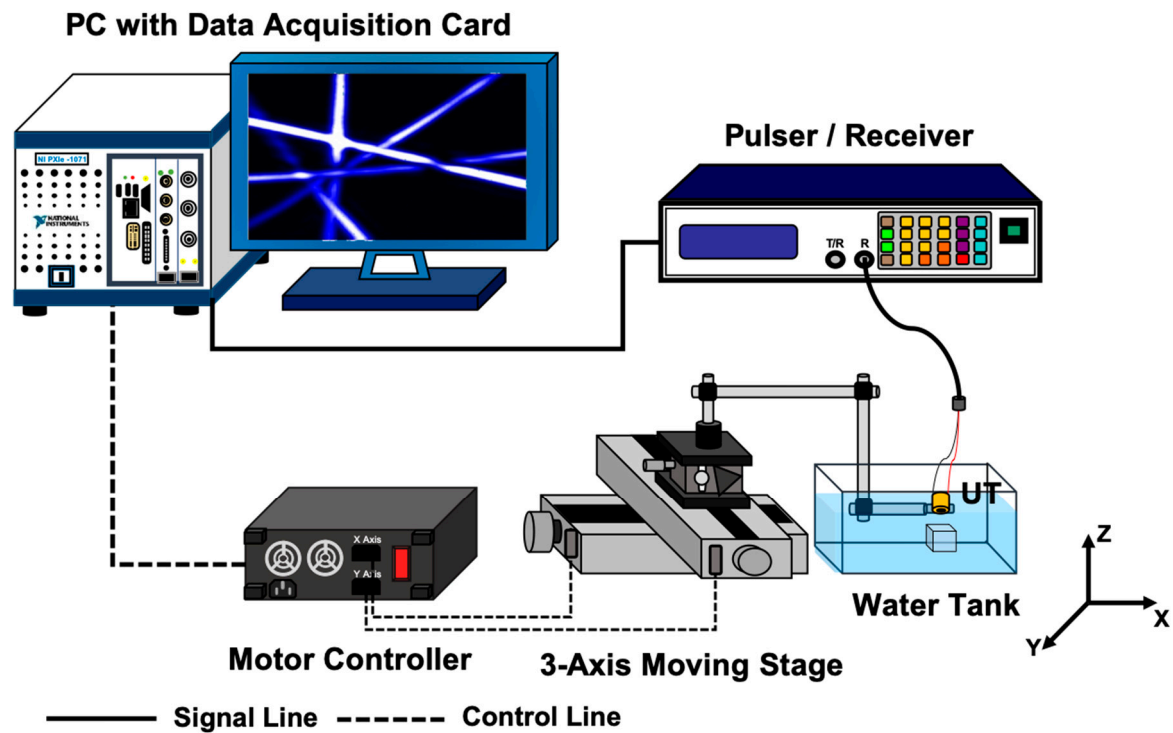 PC with Data Acquisition Card
NI PXIe -1071
NATIONAL
INSTRUMENTS
Pulser / Receiver
T/R
R
X Axis
Y Axis
UT
Water Tank
Z
X
Y
Motor Controller
3-Axis Moving Stage
Signal Line
Control Line